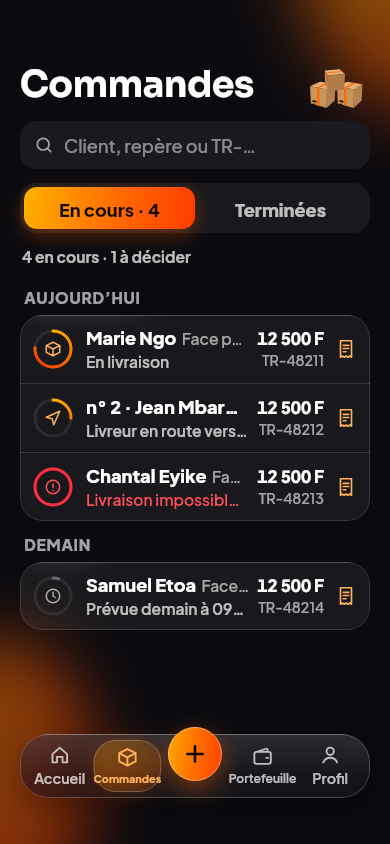 Commandes
Client, repère ou TR-…
En cours · 4
Terminées
4 en cours · 1 à décider
AUJOURD’HUI
Marie Ngo Face p… 12 500 F
En livraison TR-48211
n° 2 · Jean Mbar… 12 500 F
Livreur en route vers… TR-48212
Chantal Eyike Fa… 12 500 F
Livraison impossibl… TR-48213
DEMAIN
Samuel Etoa Face… 12 500 F
Prévue demain à 09… TR-48214
Accueil Commandes Portefeuille Profil